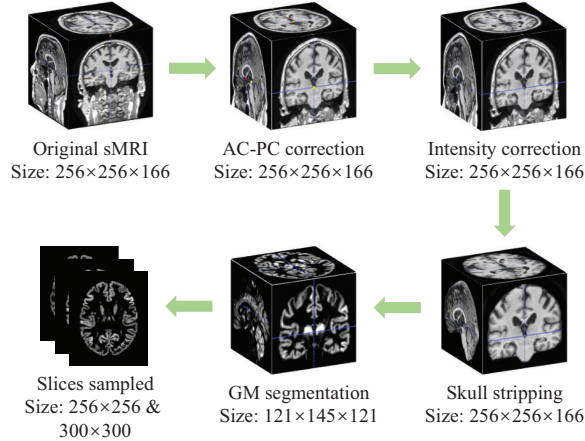 Original sMRI
Size: 256×256×166
AC-PC correction
Size: 256×256×166
Intensity correction
Size: 256×256×166
Slices sampled
Size: 256×256 &
300×300
GM segmentation
Size: 121×145×121
Skull stripping
Size: 256×256×166